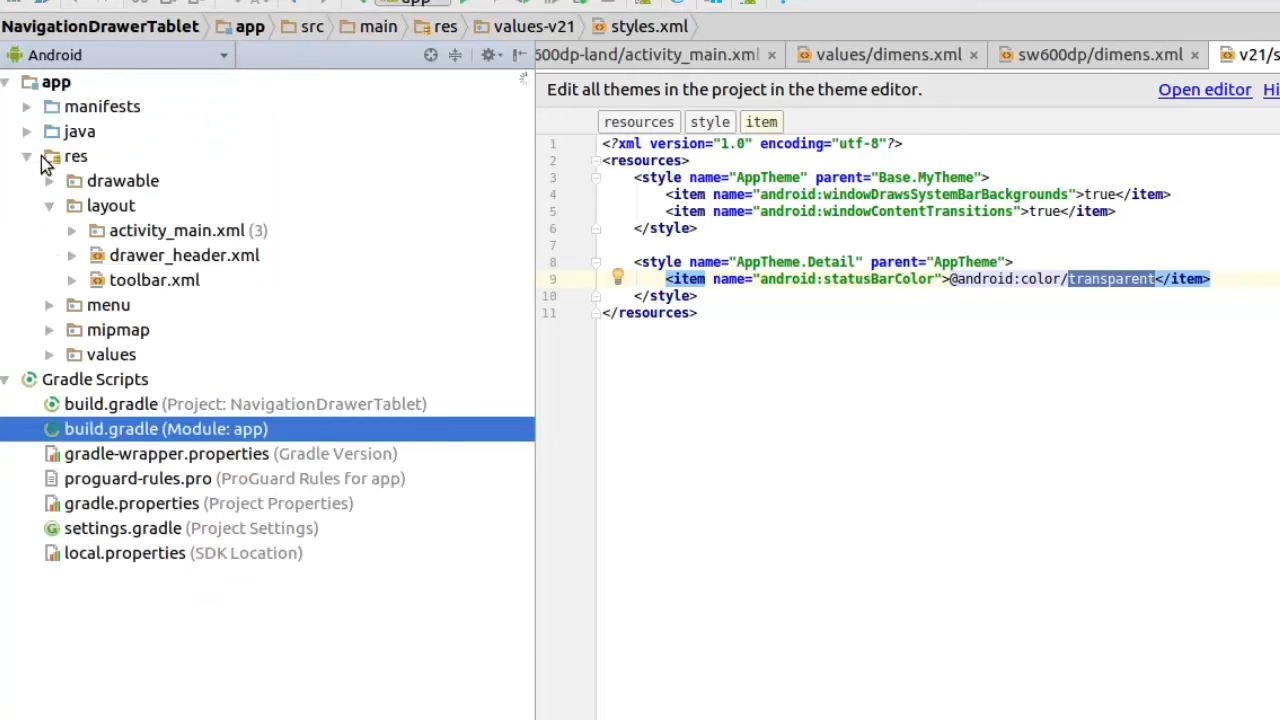 app
NavigationDrawerTablet app src main res values-v21 styles.xml
Android
600dp-land/activity_main.xml × values/dimens.xml × sw600dp/dimens.xml × v21/s
app
manifests
java
res
drawable
layout
activity_main.xml (3)
drawer_header.xml
toolbar.xml
menu
mipmap
values
Gradle Scripts
build.gradle (Project: NavigationDrawerTablet)
build.gradle (Module: app)
gradle-wrapper.properties (Gradle Version)
proguard-rules.pro (ProGuard Rules for app)
gradle.properties (Project Properties)
settings.gradle (Project Settings)
local.properties (SDK Location)
Edit all themes in the project in the theme editor. Open editor Hi
resources style item
1 <?xml version="1.0" encoding="utf-8"?>
2 <resources>
3 <style name="AppTheme" parent="Base.MyTheme">
4 <item name="android:windowDrawsSystemBarBackgrounds">true</item>
5 <item name="android:windowContentTransitions">true</item>
6 </style>
7
8 <style name="AppTheme.Detail" parent="AppTheme">
9 <item name="android:statusBarColor">@android:color/transparent</item>
10 </style>
11 </resources>